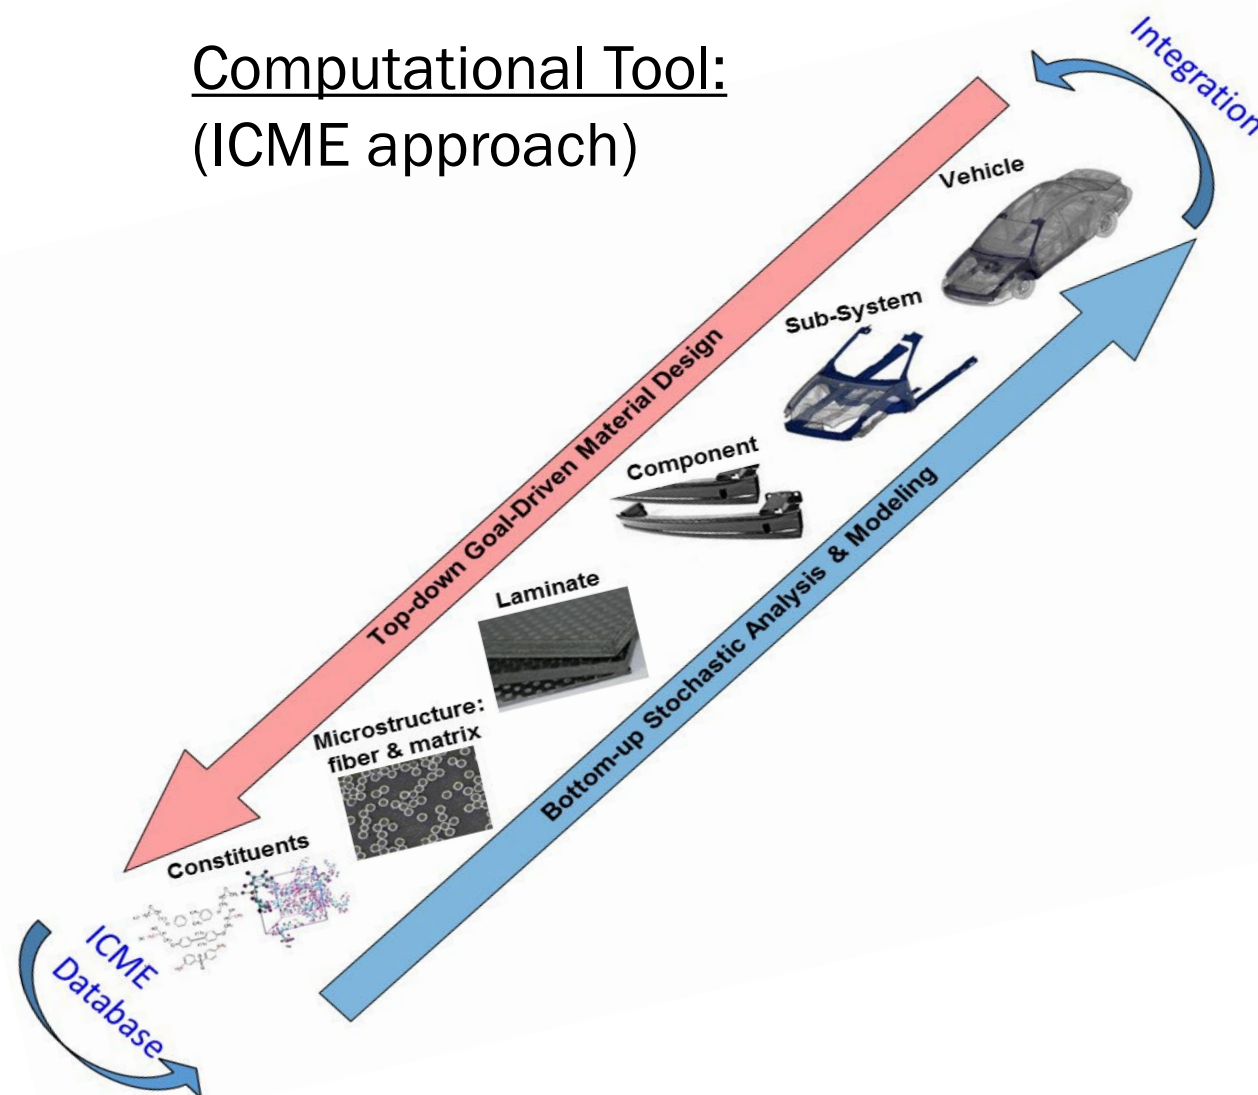 Computational Tool:
(ICME approach)
Integration
Vehicle
Sub-System
Top-down Goal-Driven Material Design
Component
Bottom-up Stochastic Analysis & Modeling
Laminate
Microstructure:
fiber & matrix
Constituents
ICME
Database